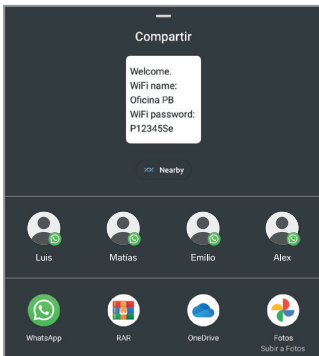 Compartir
Welcome.
WiFi name:
Oficina PB
WiFi password:
P12345Se
Nearby
Luis
Matías
Emilio
Alex
WhatsApp
RAR
OneDrive
Fotos
Subir a Fotos